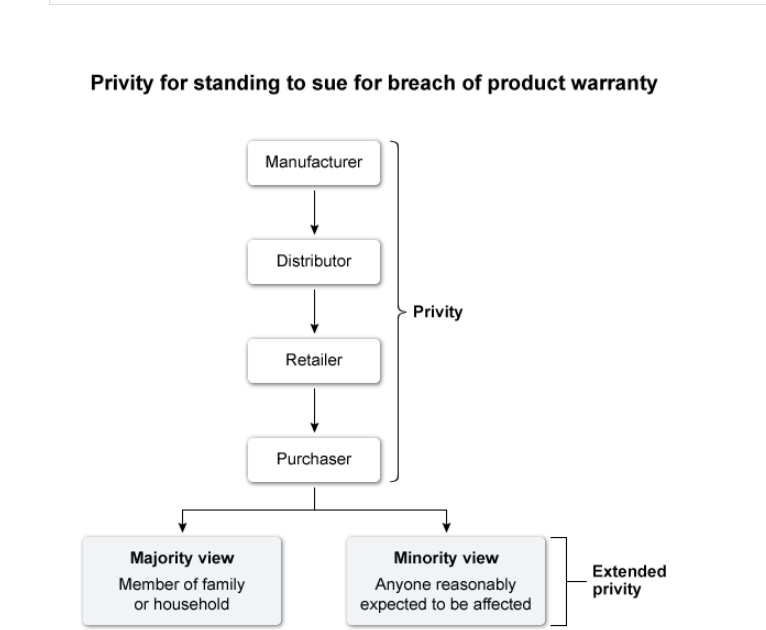 Privity for standing to sue for breach of product warranty
Manufacturer
Distributor
Privity
Retailer
Purchaser
Majority view
Member of family
or household
Minority view
Anyone reasonably
expected to be affected
Extended
privity